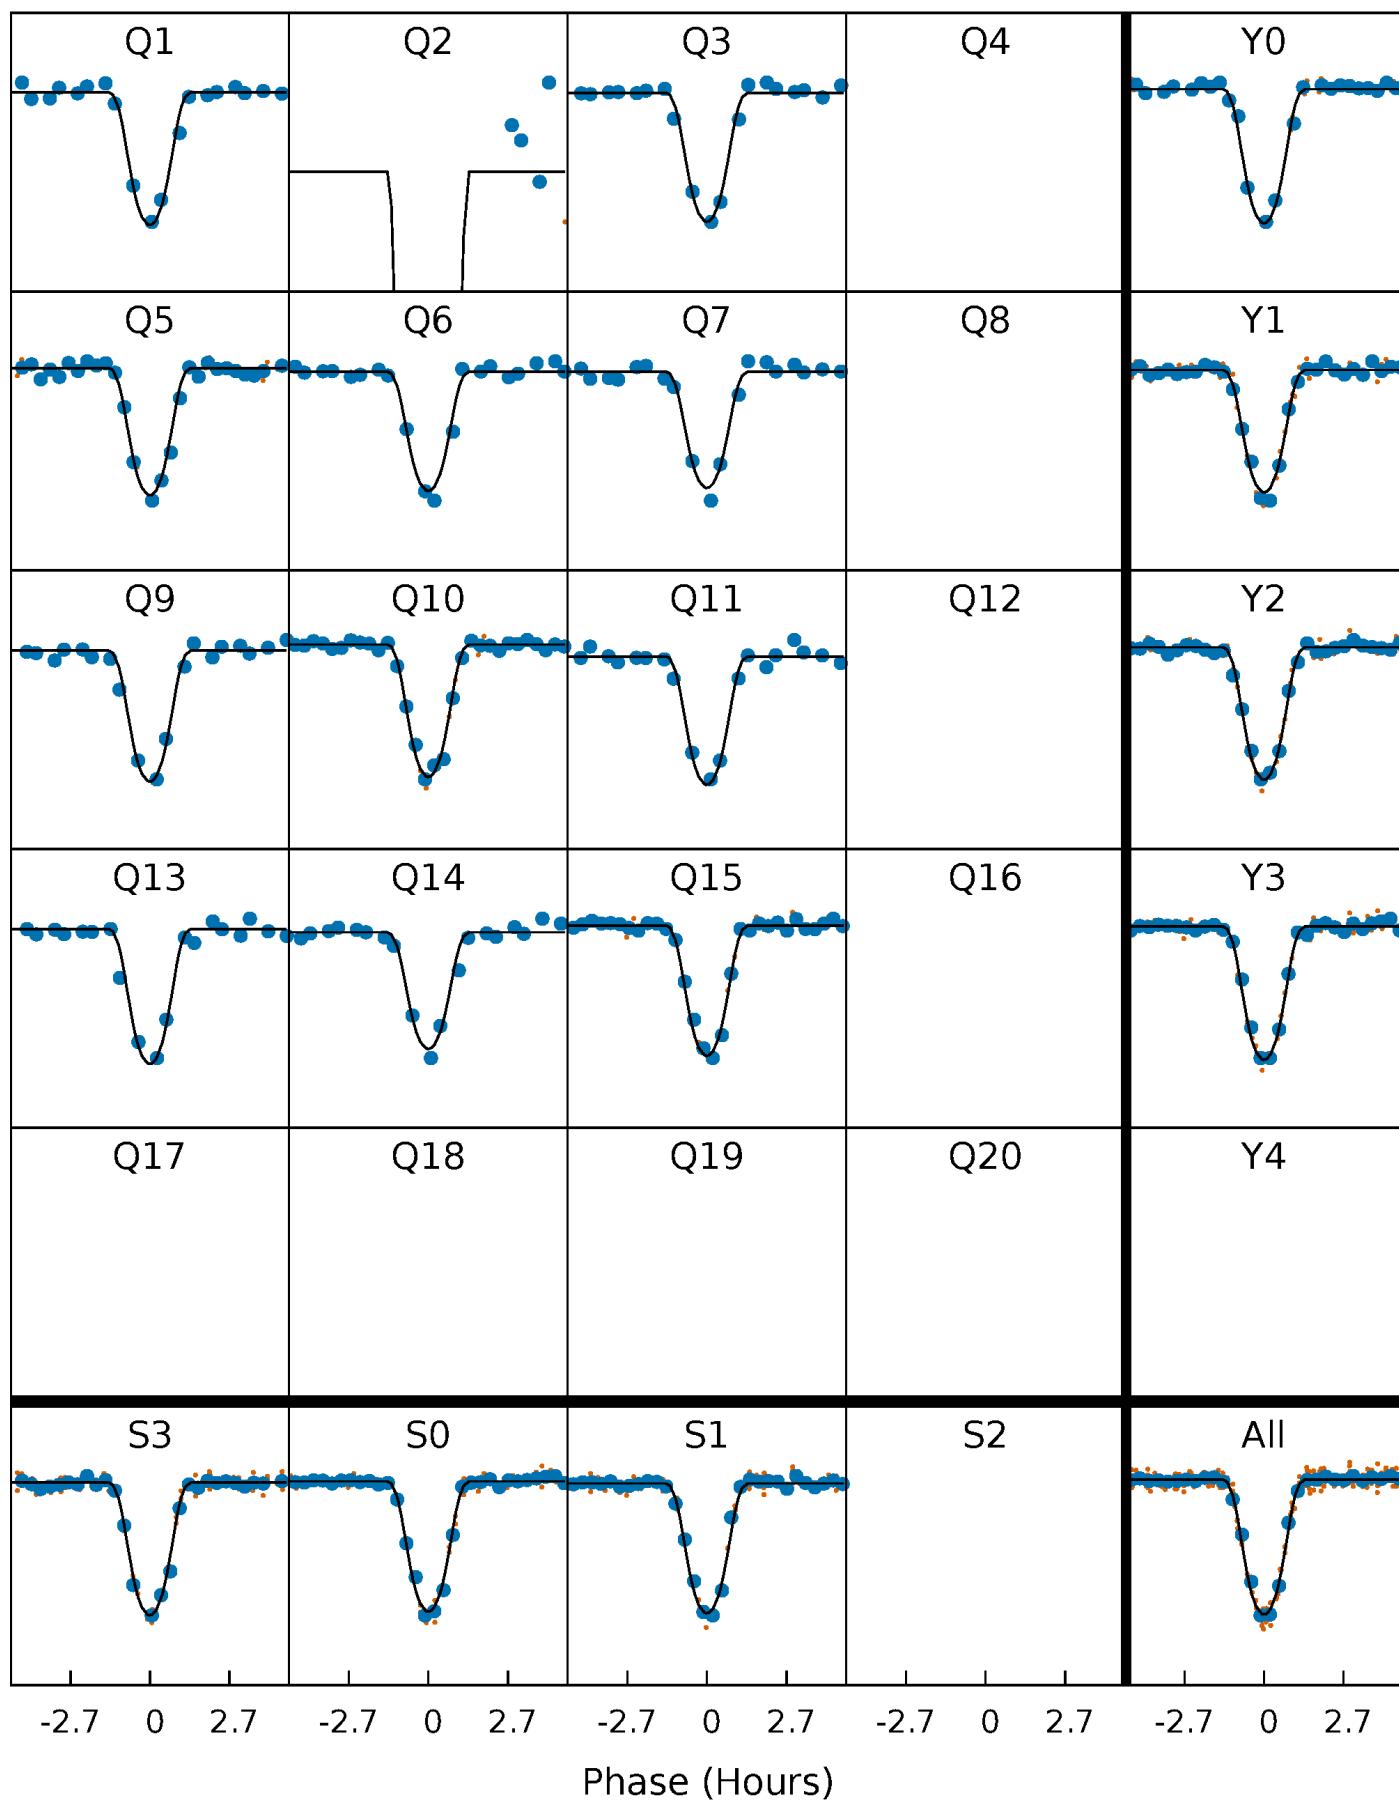 Q1 Q2 Q3 Q4 Y0
Q5 Q6 Q7 Q8 Y1
Q9 Q10 Q11 Q12 Y2
Q13 Q14 Q15 Q16 Y3
Q17 Q18 Q19 Q20 Y4
S3 S0 S1 S2 All
-2.7 0 2.7 -2.7 0 2.7 -2.7 0 2.7 -2.7 0 2.7 -2.7 0 2.7
Phase (Hours)